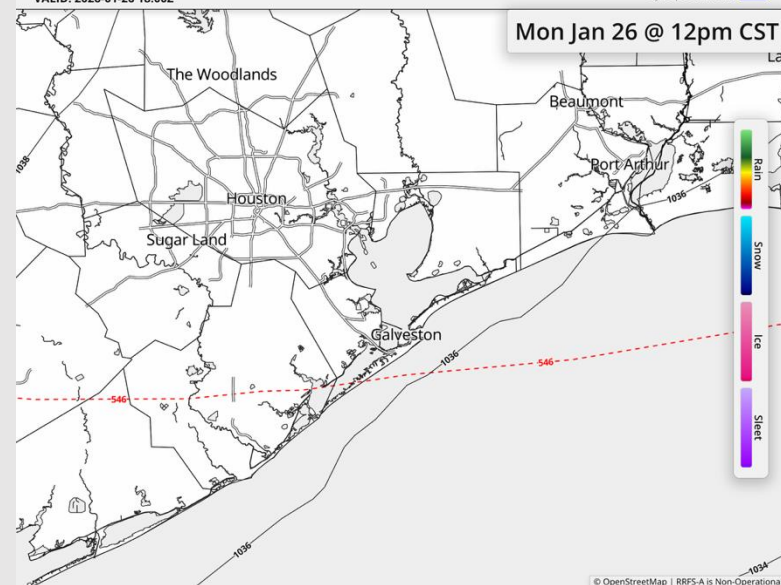 Mon Jan 26 @ 12pm CST
The Woodlands
Beaumont
1038
Port Arthur
Rain
1036
Houston
Sugar Land
Snow
Galveston
1036
546
Ice
546
Sleet
1036
1034
© OpenStreetMap | RRFS-A is Non-Operational